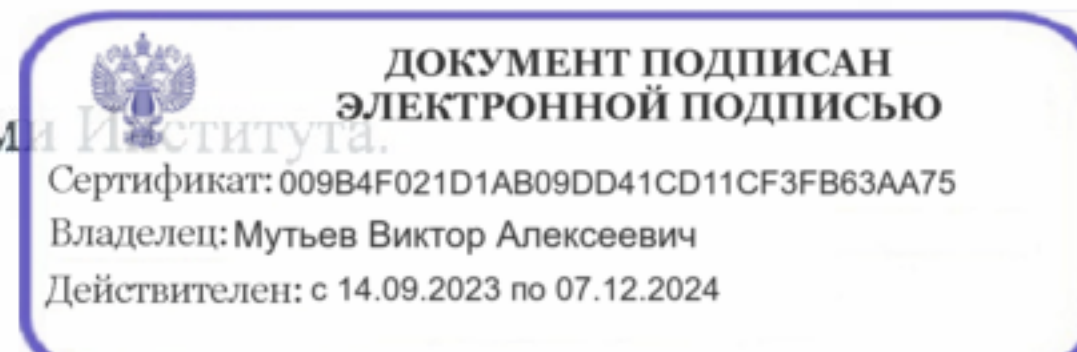 ДОКУМЕНТ ПОДПИСАН
ЭЛЕКТРОННОЙ ПОДПИСЬЮ
и Института.
Сертификат: 009B4F021D1AB09DD41CD11CF3FB63AA75
Владелец: Мутьев Виктор Алексеевич
Действителен: с 14.09.2023 по 07.12.2024